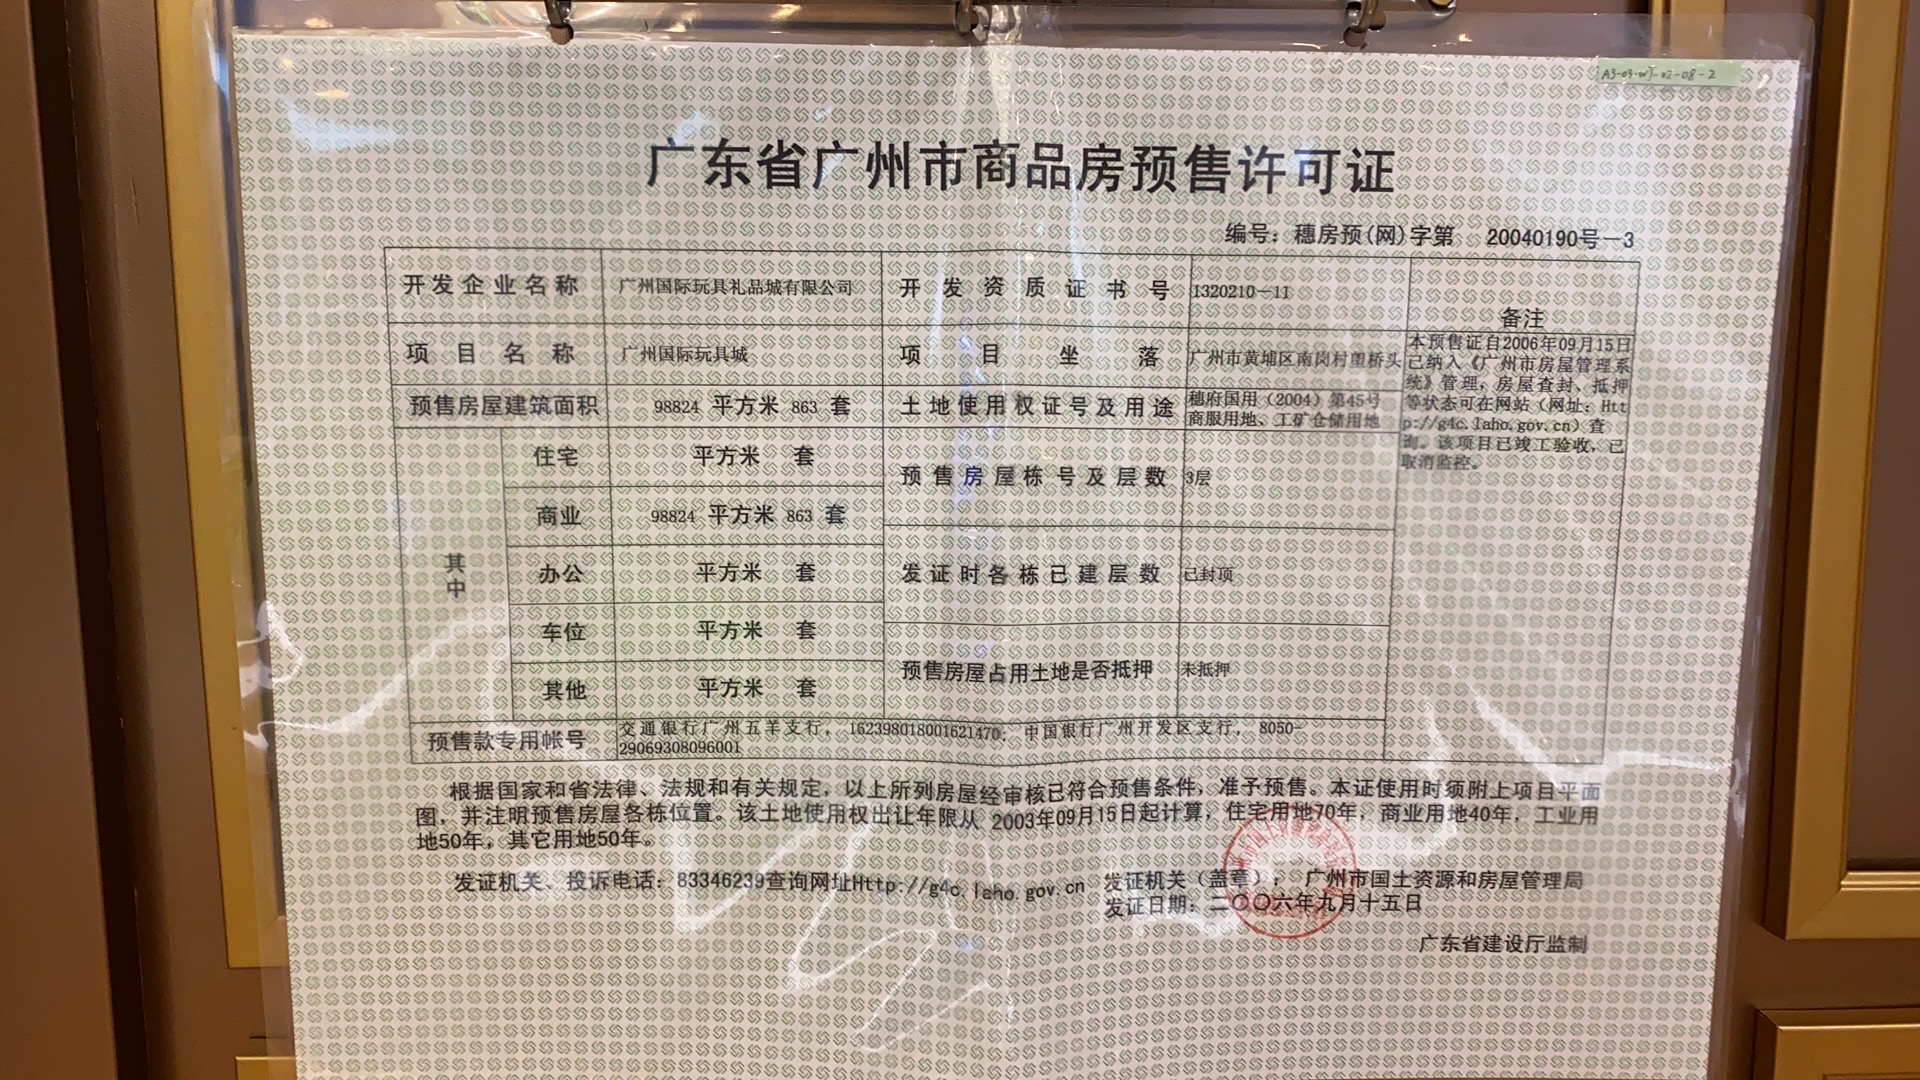 A3-03-WJ-02-08-2
广东省广州市商品房预售许可证
编号：穗房预(网)字第 20040190号-3
开发企业名称 广州国际玩具礼品城有限公司 开发资质证书号 1320210-11 备注
项目名称 广州国际玩具城 项目坐落 广州市黄埔区南岗村塱桥头
预售房屋建筑面积 98824 平方米 863 套 土地使用权证号及用途 穗府国用（2004）第45号
商服用地、工矿仓储用地
本预售证自2006年09月15日
已纳入《广州市房屋管理系
统》管理，房屋查封、抵押
等状态可在网站（网址：Htt
p://g4c.laho.gov.cn）查
询。该项目已竣工验收，已
取消监控。
其中
住宅 平方米 套
商业 98824 平方米 863 套
办公 平方米 套
车位 平方米 套
其他 平方米 套
预售房屋栋号及层数 3层
发证时各栋已建层数 已封顶
预售房屋占用土地是否抵押 未抵押
预售款专用帐号 交通银行广州五羊支行， 162398018001621470； 中国银行广州开发区支行， 8050-
29069308096001
根据国家和省法律、法规和有关规定，以上所列房屋经审核已符合预售条件，准予预售。本证使用时须附上项目平面
图，并注明预售房屋各栋位置。该土地使用权出让年限从 2003年09月15日起计算，住宅用地70年，商业用地40年，工业用
地50年，其它用地50年。
发证机关、投诉电话：83346239查询网址Http://g4c.laho.gov.cn
发证机关（盖章）： 广州市国土资源和房屋管理局
发证日期：二〇〇六年九月十五日
广东省建设厅监制